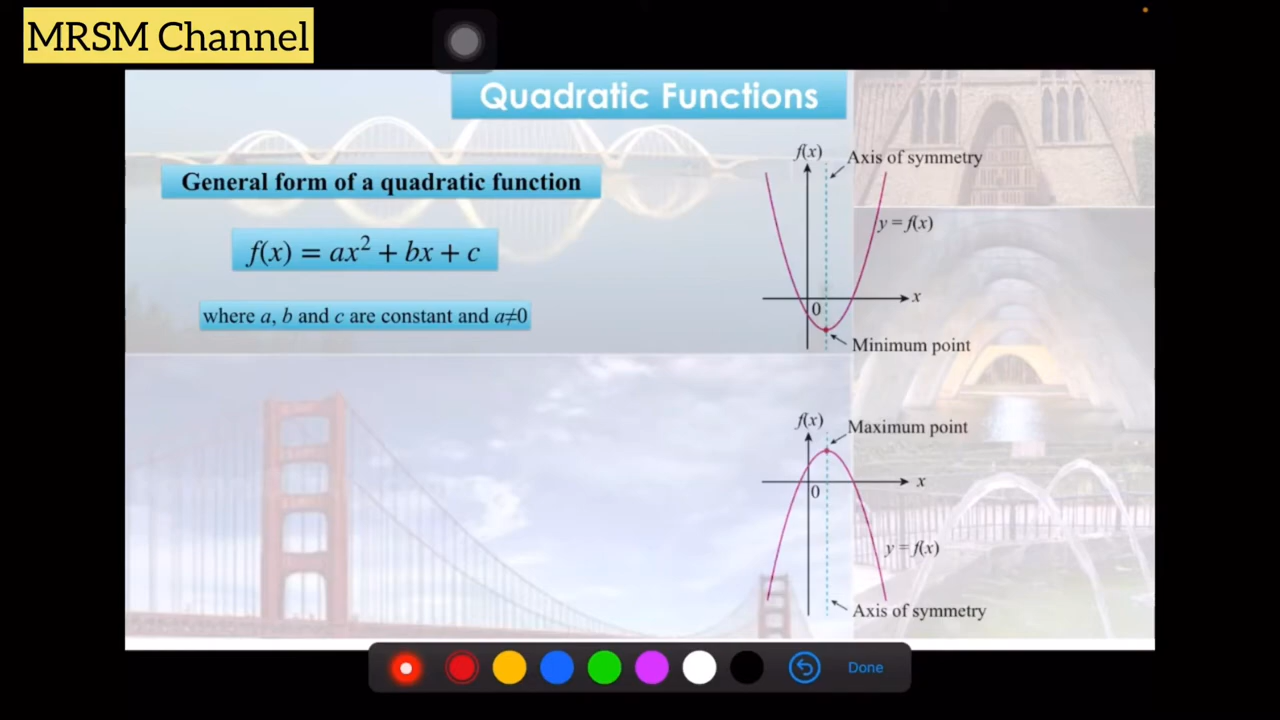 MRSM Channel
Quadratic Functions
General form of a quadratic function
f(x) = ax² + bx + c
where a, b and c are constant and a≠0
f(x)
Axis of symmetry
y = f(x)
x
0
Minimum point
f(x)
Maximum point
x
0
y = f(x)
Axis of symmetry
Done